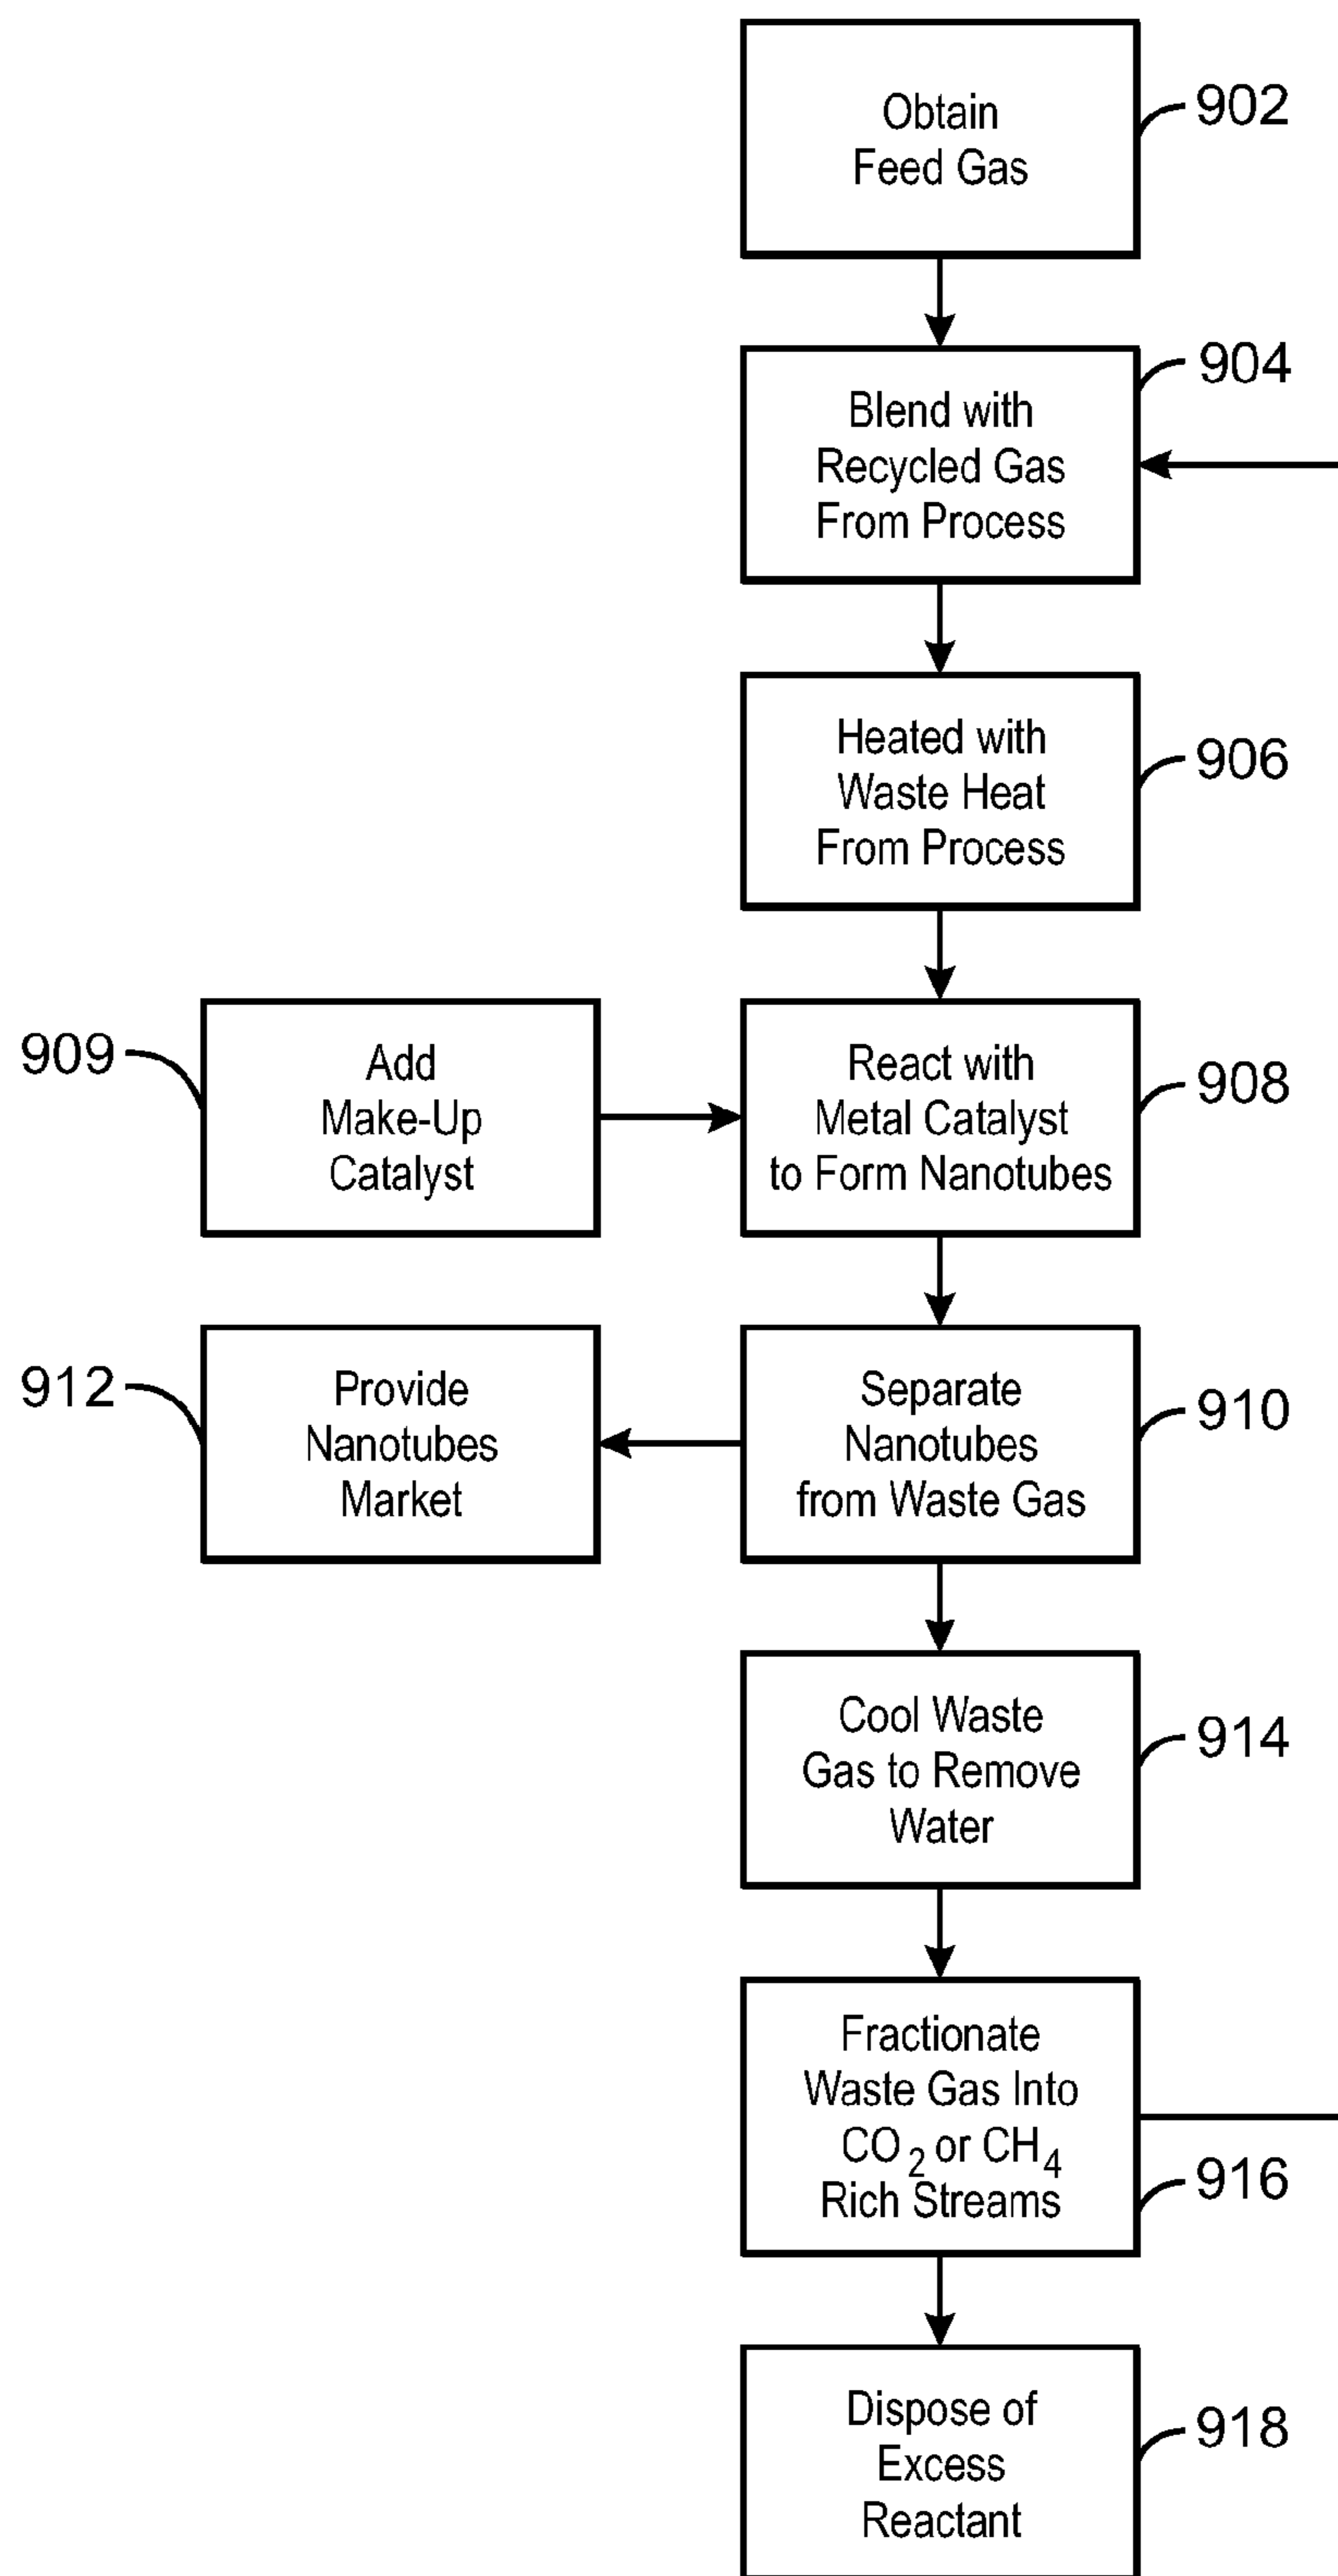 Obtain
Feed Gas
902
Blend with
Recycled Gas
From Process
904
Heated with
Waste Heat
From Process
906
909
Add
Make-Up
Catalyst
React with
Metal Catalyst
to Form Nanotubes
908
912
Provide
Nanotubes
Market
Separate
Nanotubes
from Waste Gas
910
Cool Waste
Gas to Remove
Water
914
Fractionate
Waste Gas Into
CO2 or CH4
Rich Streams
916
Dispose of
Excess
Reactant
918